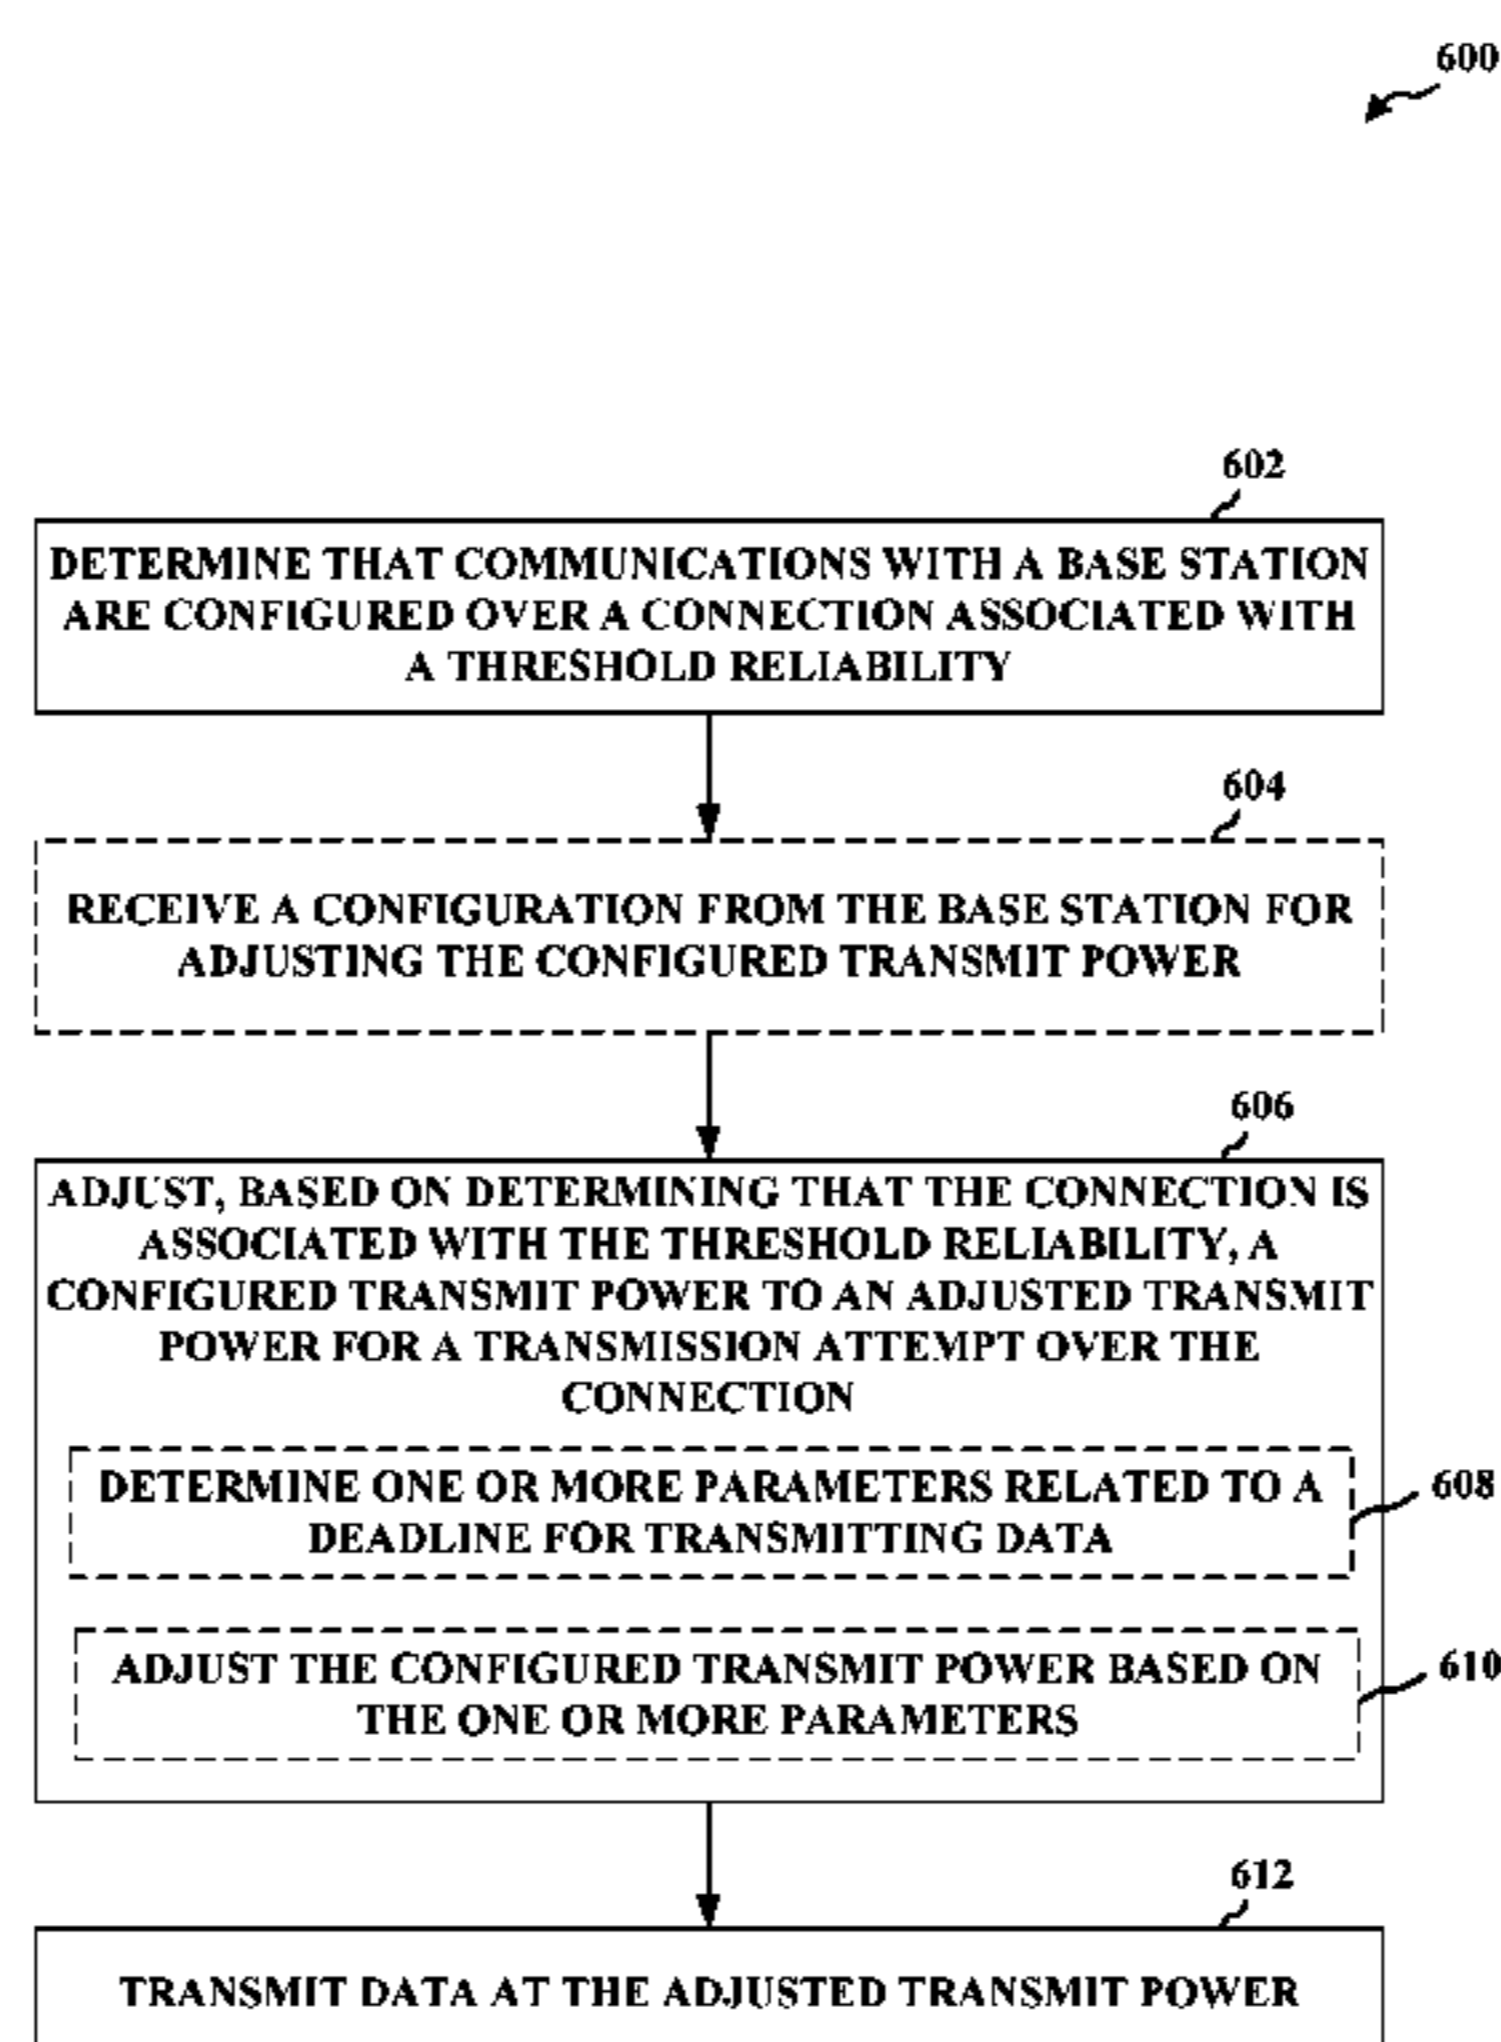 600
602
DETERMINE THAT COMMUNICATIONS WITH A BASE STATION
ARE CONFIGURED OVER A CONNECTION ASSOCIATED WITH
A THRESHOLD RELIABILITY
604
RECEIVE A CONFIGURATION FROM THE BASE STATION FOR
ADJUSTING THE CONFIGURED TRANSMIT POWER
606
ADJUST, BASED ON DETERMINING THAT THE CONNECTION IS
ASSOCIATED WITH THE THRESHOLD RELIABILITY, A
CONFIGURED TRANSMIT POWER TO AN ADJUSTED TRANSMIT
POWER FOR A TRANSMISSION ATTEMPT OVER THE
CONNECTION
DETERMINE ONE OR MORE PARAMETERS RELATED TO A
DEADLINE FOR TRANSMITTING DATA
608
ADJUST THE CONFIGURED TRANSMIT POWER BASED ON
THE ONE OR MORE PARAMETERS
610
612
TRANSMIT DATA AT THE ADJUSTED TRANSMIT POWER